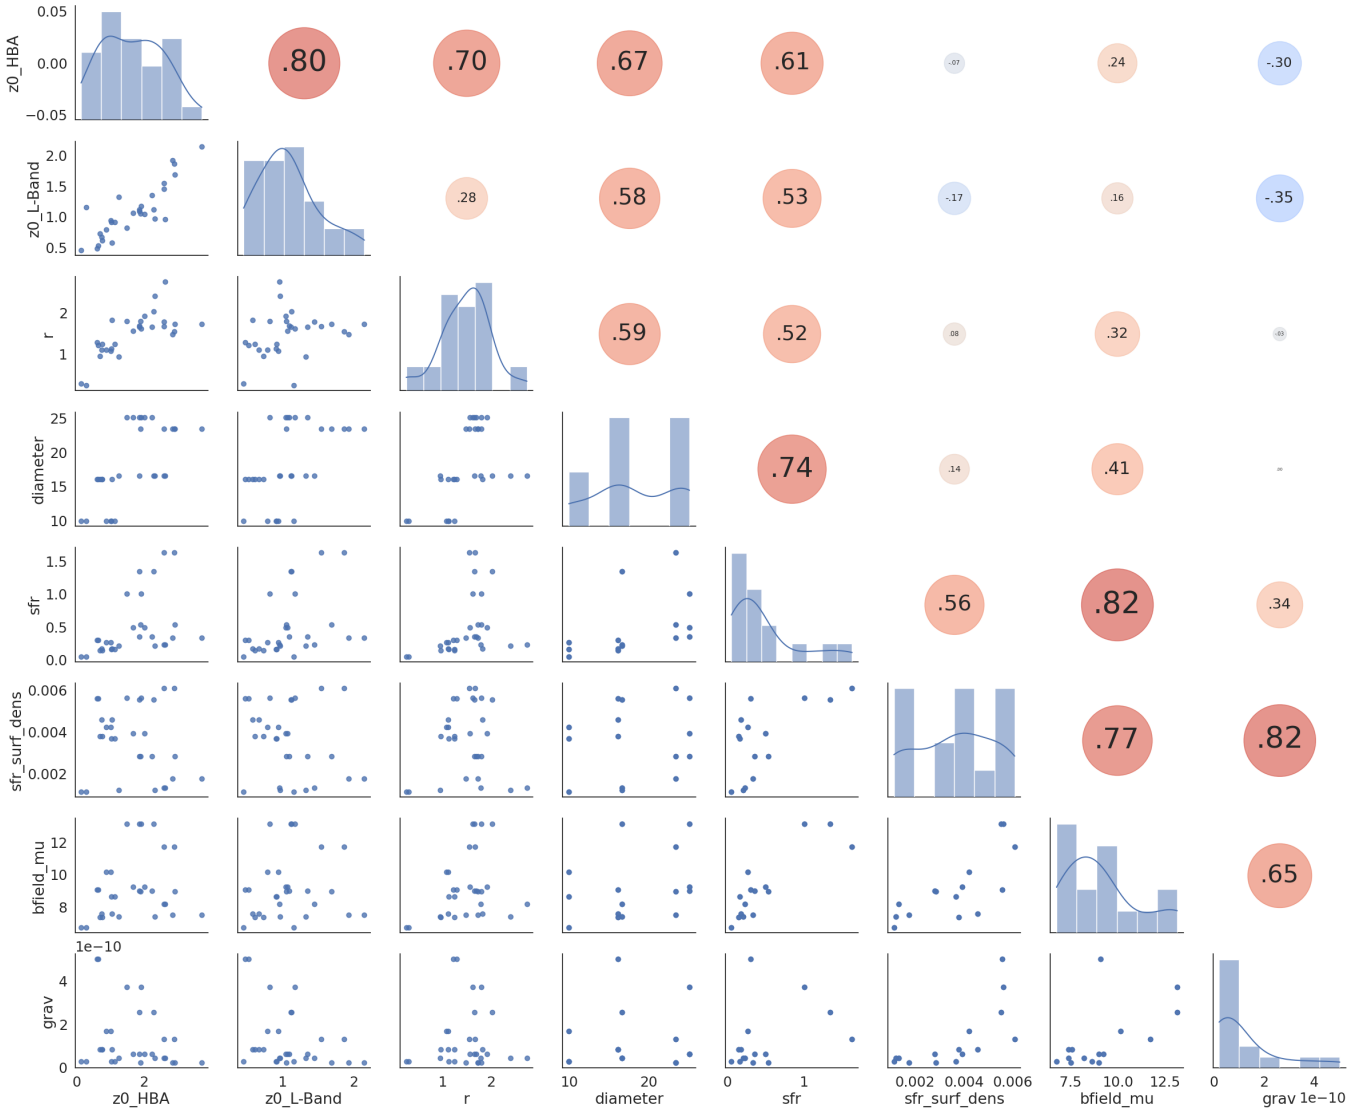 0.05
0.00
−0.05
z0_HBA
.80
.70
.67
.61
-.07
.24
-.30
2.0
1.5
1.0
0.5
z0_L-Band
.28
.58
.53
-.17
.16
-.35
2
1
r
.59
.52
.08
.32
-.03
25
20
15
10
diameter
.74
.14
.41
1.5
1.0
0.5
0.0
sfr
.56
.82
.34
0.006
0.004
0.002
sfr_surf_dens
.77
.82
12
10
8
bfield_mu
.65
1e−10
4
2
0
grav
0 2
1 2
1 2
10 20
0 1
0.002 0.004 0.006
7.5 10.0 12.5
0 2 4
z0_HBA
z0_L-Band
r
diameter
sfr
sfr_surf_dens
bfield_mu
grav 1e−10